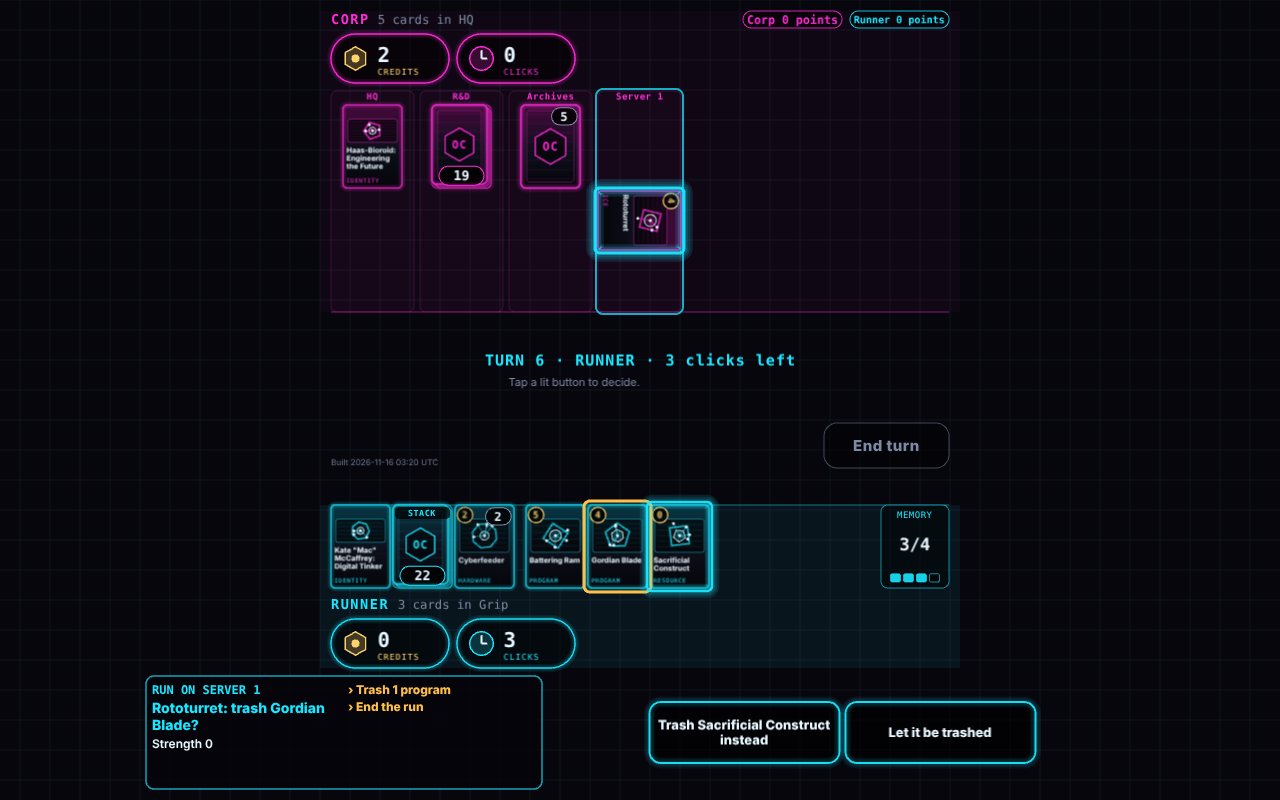 CORP 5 cards in HQ
Corp 0 points
Runner 0 points
2
CREDITS
0
CLICKS
HQ
R&D
Archives
Server 1
Haas-Bioroid:
Engineering
the Future
IDENTITY
OC
19
5
OC
4
Rototurret
ICE
TURN 6 · RUNNER · 3 clicks left
Tap a lit button to decide.
End turn
Built 2026-11-16 03:20 UTC
Kate "Mac"
McCaffrey:
Digital Tinker
IDENTITY
STACK
OC
22
2
2
Cyberfeeder
HARDWARE
5
Battering Ram
PROGRAM
4
Gordian Blade
PROGRAM
0
Sacrificial
Construct
RESOURCE
MEMORY
3/4
RUNNER 3 cards in Grip
0
CREDITS
3
CLICKS
RUN ON SERVER 1
Rototurret: trash Gordian
Blade?
Strength 0
› Trash 1 program
› End the run
Trash Sacrificial Construct
instead
Let it be trashed